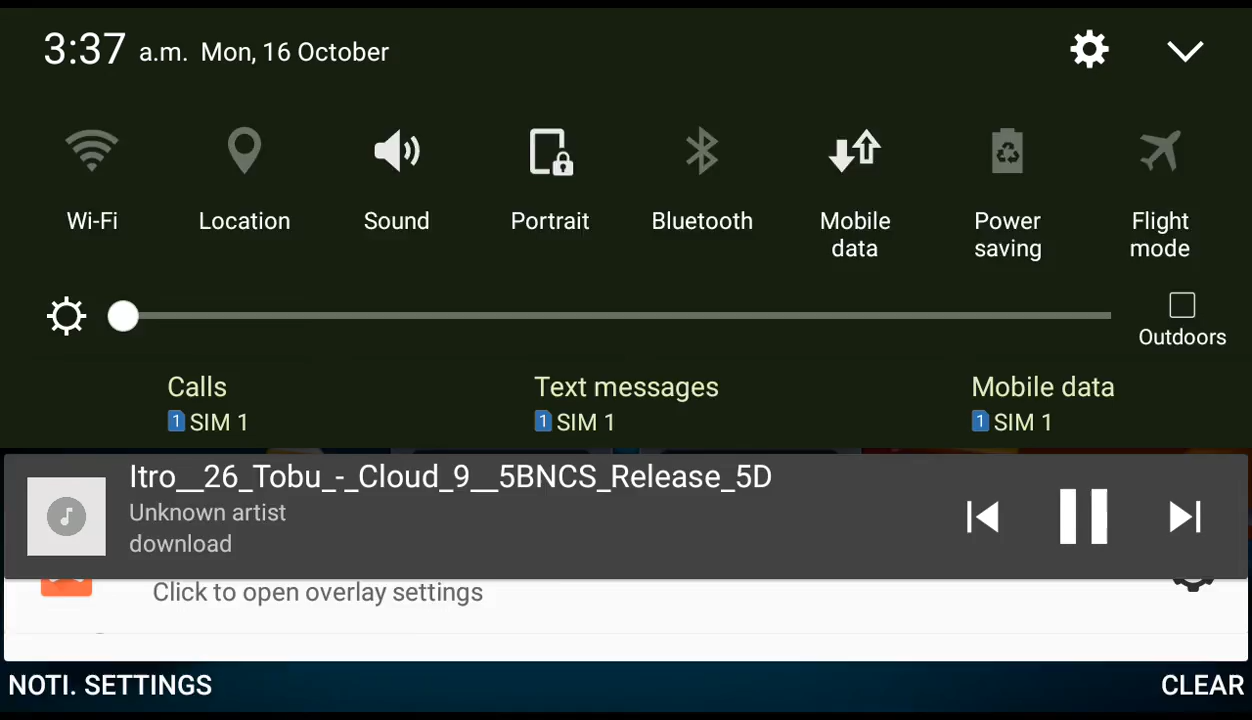 3:37 a.m. Mon, 16 October
Wi-Fi Location Sound Portrait Bluetooth Mobile data Power saving Flight mode
Outdoors
Calls Text messages Mobile data
1 SIM 1 1 SIM 1 1 SIM 1
Itro__26_Tobu_-_Cloud_9__5BNCS_Release_5D
Unknown artist
download
Click to open overlay settings
NOTI. SETTINGS CLEAR